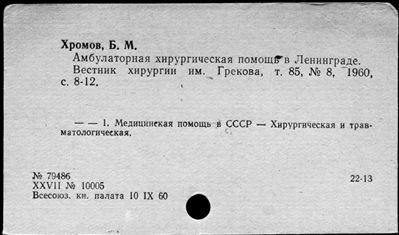 Хромов, Б. М.
Амбулаторная хирургическая помощь в Ленинграде.
Вестник хирургии им. Грекова, т. 85, № 8, 1960,
с. 8-12.
— — 1. Медицинская помощь в СССР — Хирургическая и трав-
матологическая.
№ 79486
22-13
XXVII № 10005
Всесоюз. кн. палата 10 IX 60